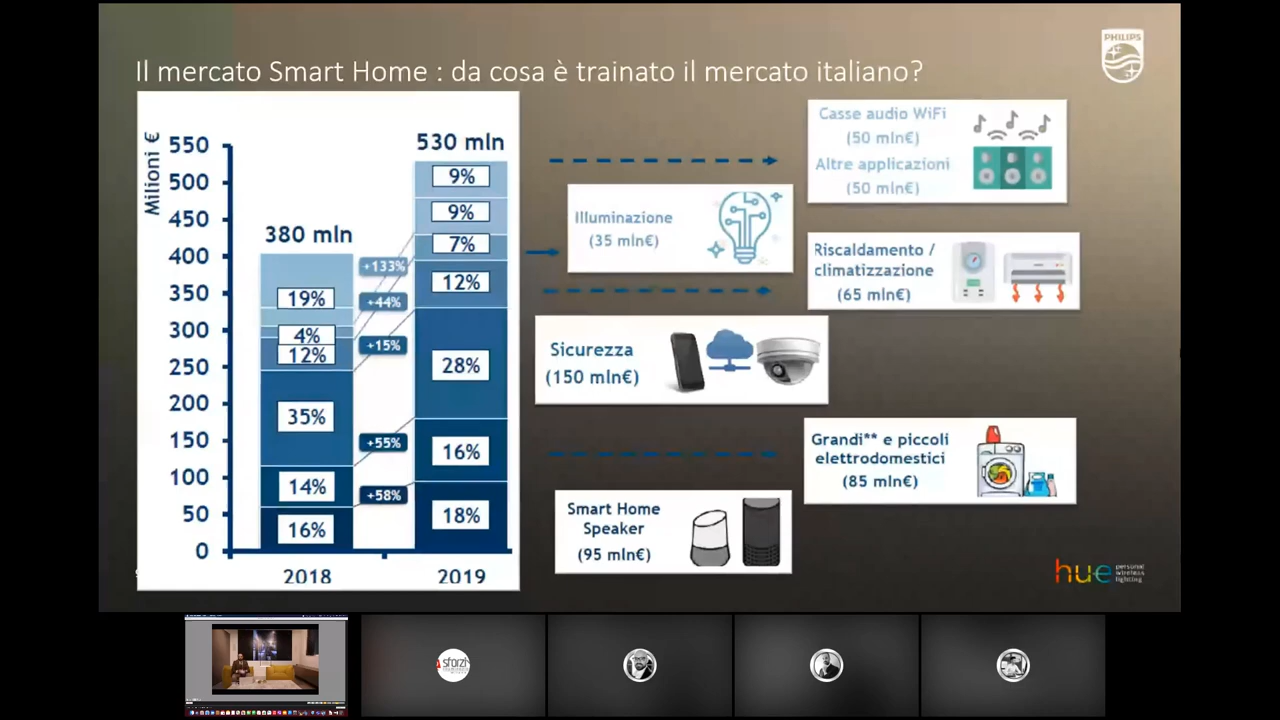 Il mercato Smart Home : da cosa è trainato il mercato italiano?
PHILIPS
Milioni €
550
500
450
400
350
300
250
200
150
100
50
0
380 mln
19%
4%
12%
35%
14%
16%
2018
+133%
+44%
+15%
+55%
+58%
530 mln
9%
9%
7%
12%
28%
16%
18%
2019
Casse audio WiFi
(50 mln€)
Altre applicazioni
(50 mln€)
Illuminazione
(35 mln€)
Riscaldamento /
climatizzazione
(65 mln€)
Sicurezza
(150 mln€)
Grandi** e piccoli
elettrodomestici
(85 mln€)
Smart Home
Speaker
(95 mln€)
hue
personal
wireless
lighting
sforzi